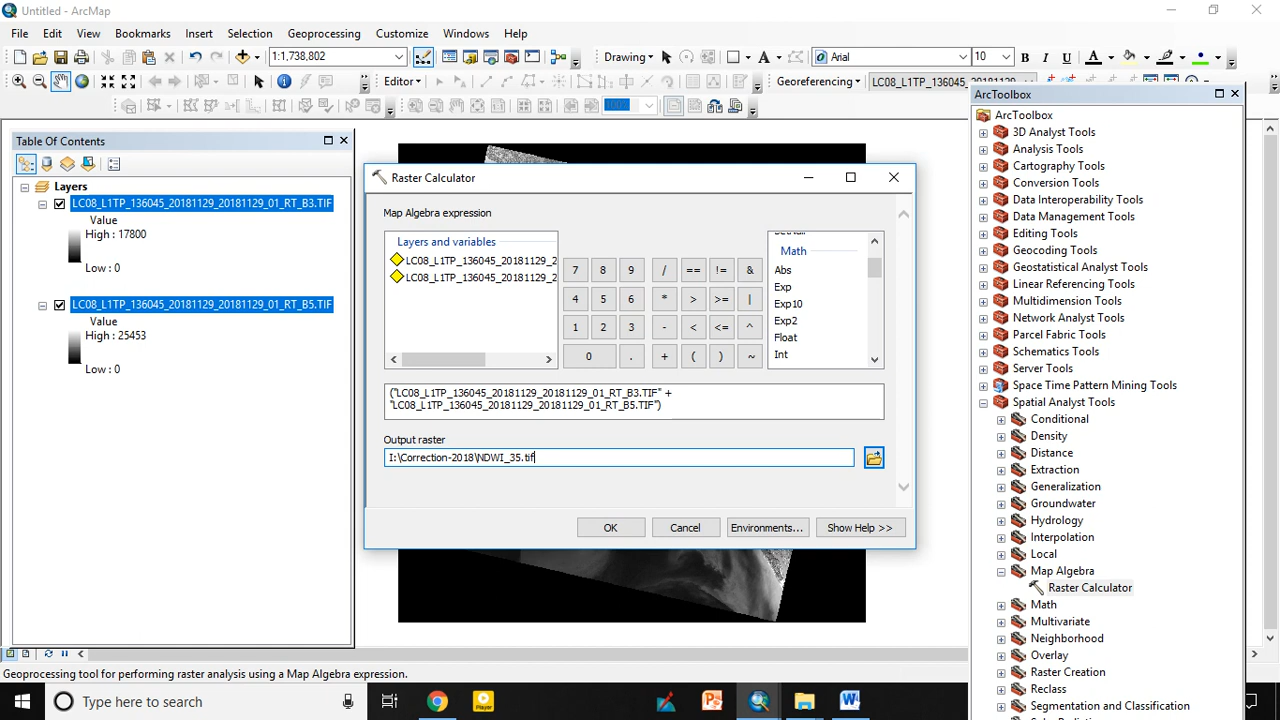 Untitled - ArcMap
File Edit View Bookmarks Insert Selection Geoprocessing Customize Windows Help
1:1,738,802 Drawing Arial 10 B I U A
Editor Georeferencing LC08_L1TP_136045_20181129_20181129
100%
Table Of Contents
Layers
LC08_L1TP_136045_20181129_20181129_01_RT_B3.TIF
Value
High : 17800
Low : 0
LC08_L1TP_136045_20181129_20181129_01_RT_B5.TIF
Value
High : 25453
Low : 0
Raster Calculator
Map Algebra expression
Layers and variables
LC08_L1TP_136045_20181129_2
LC08_L1TP_136045_20181129_2
7 8 9 / == != &
4 5 6 * > >= |
1 2 3 - < <= ^
0 . + ( ) ~
Math
Abs
Exp
Exp10
Exp2
Float
Int
("LC08_L1TP_136045_20181129_20181129_01_RT_B3.TIF" +
"LC08_L1TP_136045_20181129_20181129_01_RT_B5.TIF")
Output raster
I:\Correction-2018\NDWI_35.tif
OK Cancel Environments... Show Help >>
ArcToolbox
ArcToolbox
3D Analyst Tools
Analysis Tools
Cartography Tools
Conversion Tools
Data Interoperability Tools
Data Management Tools
Editing Tools
Geocoding Tools
Geostatistical Analyst Tools
Linear Referencing Tools
Multidimension Tools
Network Analyst Tools
Parcel Fabric Tools
Schematics Tools
Server Tools
Space Time Pattern Mining Tools
Spatial Analyst Tools
Conditional
Density
Distance
Extraction
Generalization
Groundwater
Hydrology
Interpolation
Local
Map Algebra
Raster Calculator
Math
Multivariate
Neighborhood
Overlay
Raster Creation
Reclass
Segmentation and Classification
Geoprocessing tool for performing raster analysis using a Map Algebra expression.
Type here to search